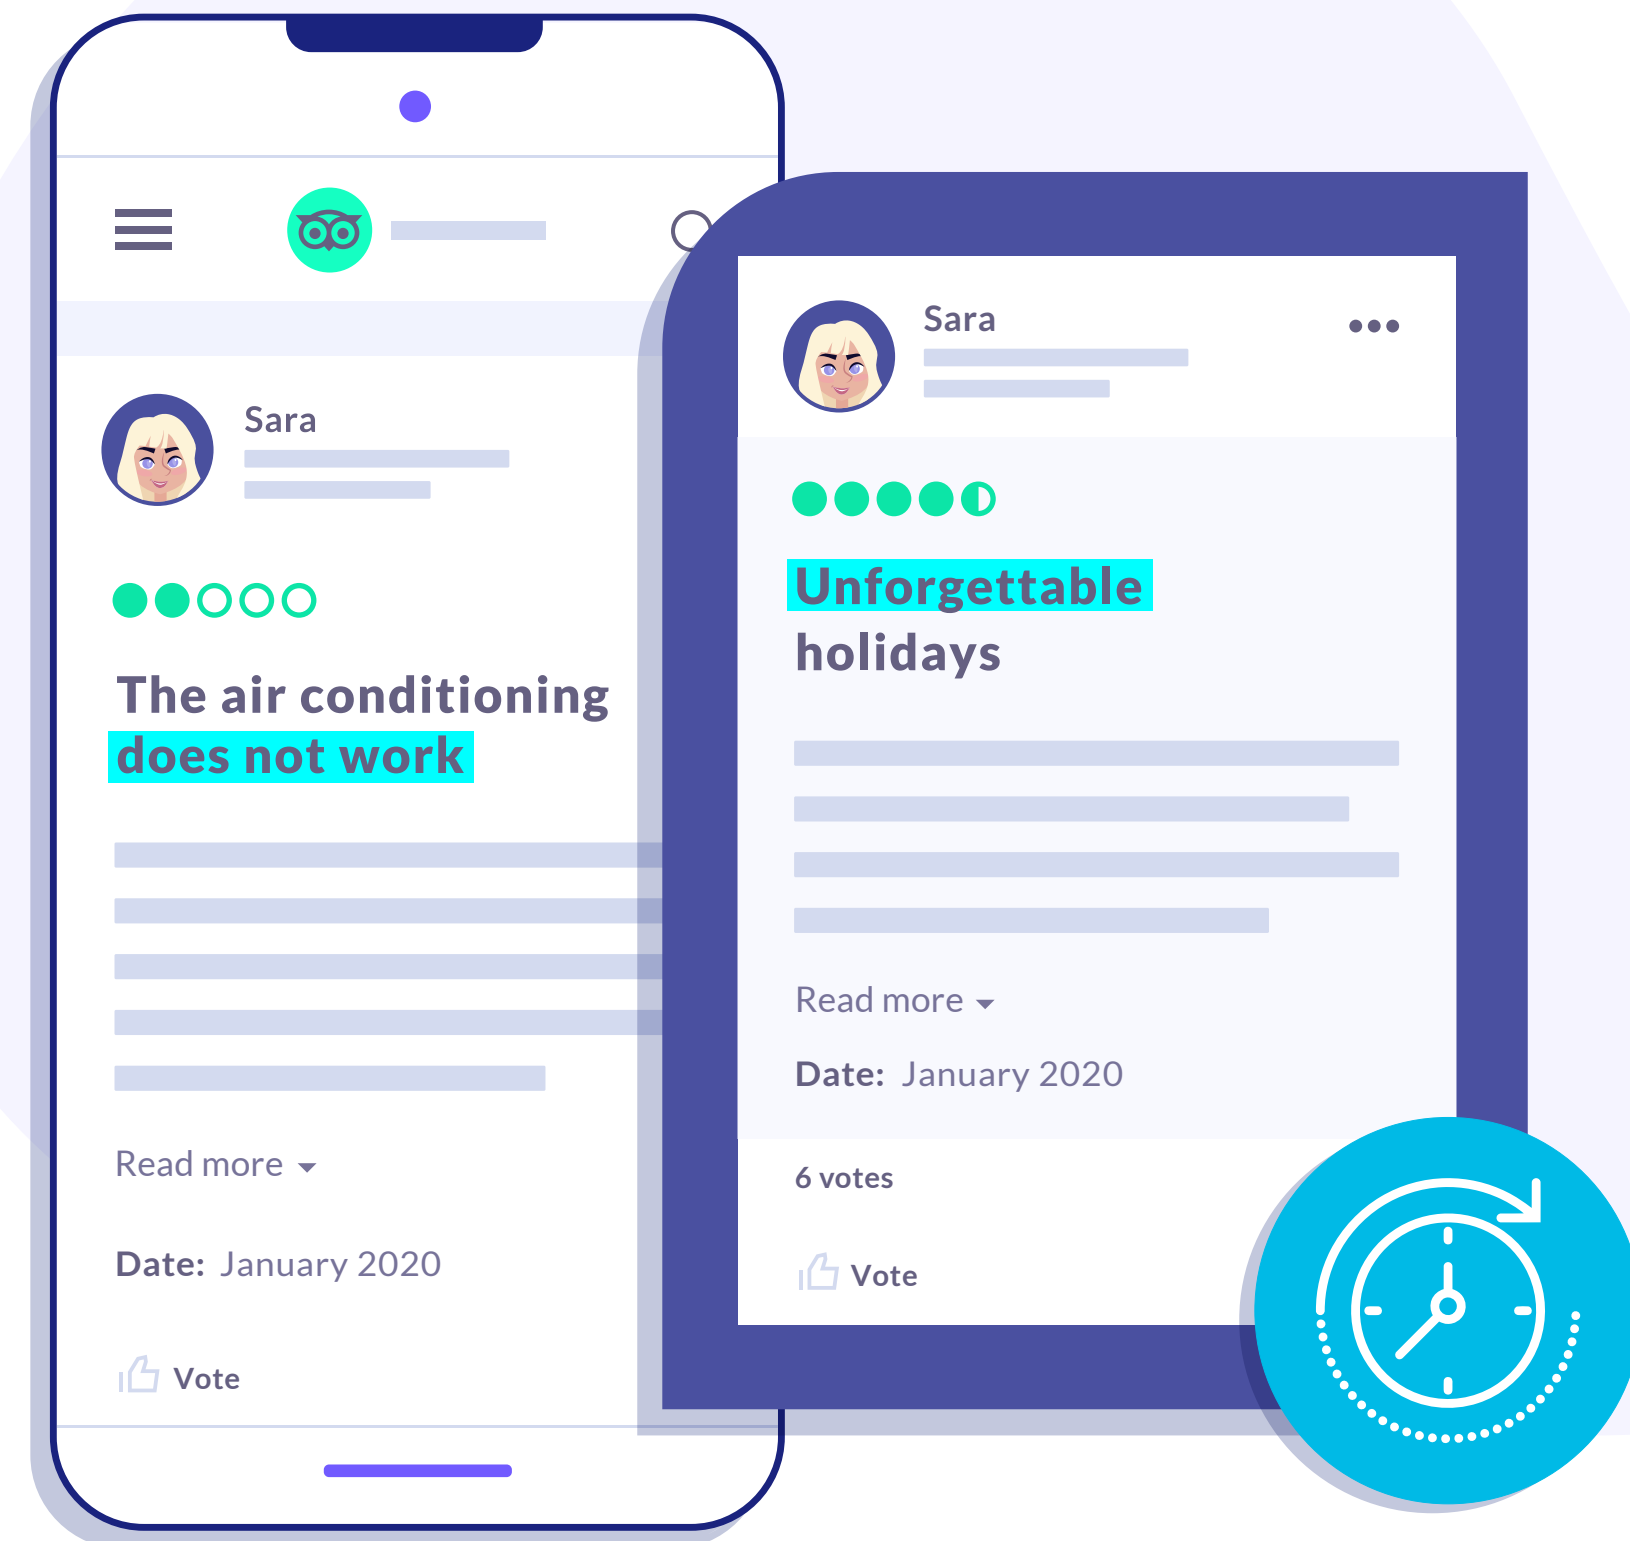 Sara
The air conditioning
does not work
Read more
Date: January 2020
Vote
Sara
Unforgettable
holidays
Read more
Date: January 2020
6 votes
Vote